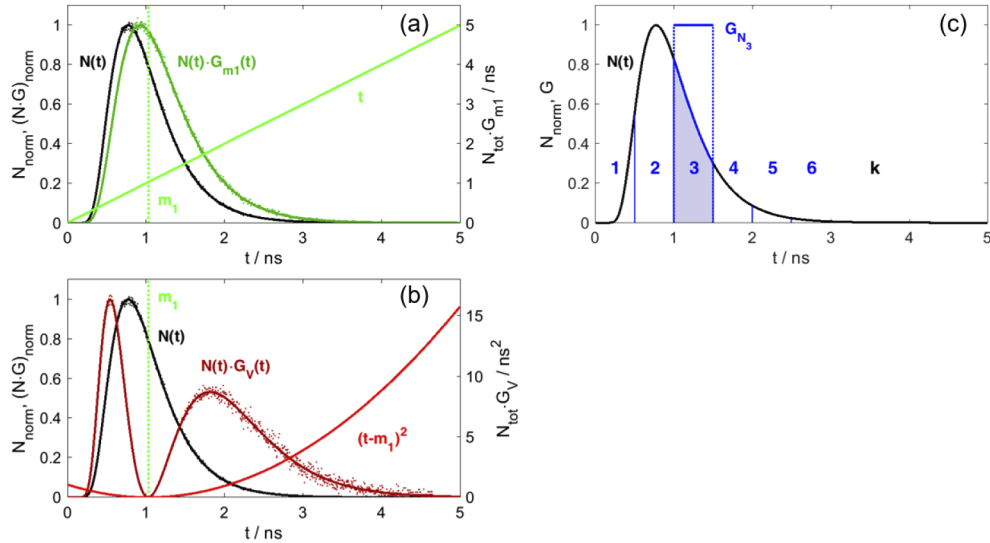 (a)
N(t)
N(t)·G_m1(t)
t
m_1
N_norm, (N·G)_norm
1
0.8
0.6
0.4
0.2
0
5
4
3
2
1
0
N_tot·G_m1 / ns
0 1 2 3 4 5
t / ns
(c)
N(t)
G_N_3
N_norm, G
1
0.8
0.6
0.4
0.2
0
1 2 3 4 5 6 k
0 1 2 3 4 5
t / ns
(b)
m_1
N(t)
N(t)·G_V(t)
(t-m_1)^2
N_norm, (N·G)_norm
1
0.8
0.6
0.4
0.2
0
15
10
5
0
N_tot·G_V / ns^2
0 1 2 3 4 5
t / ns